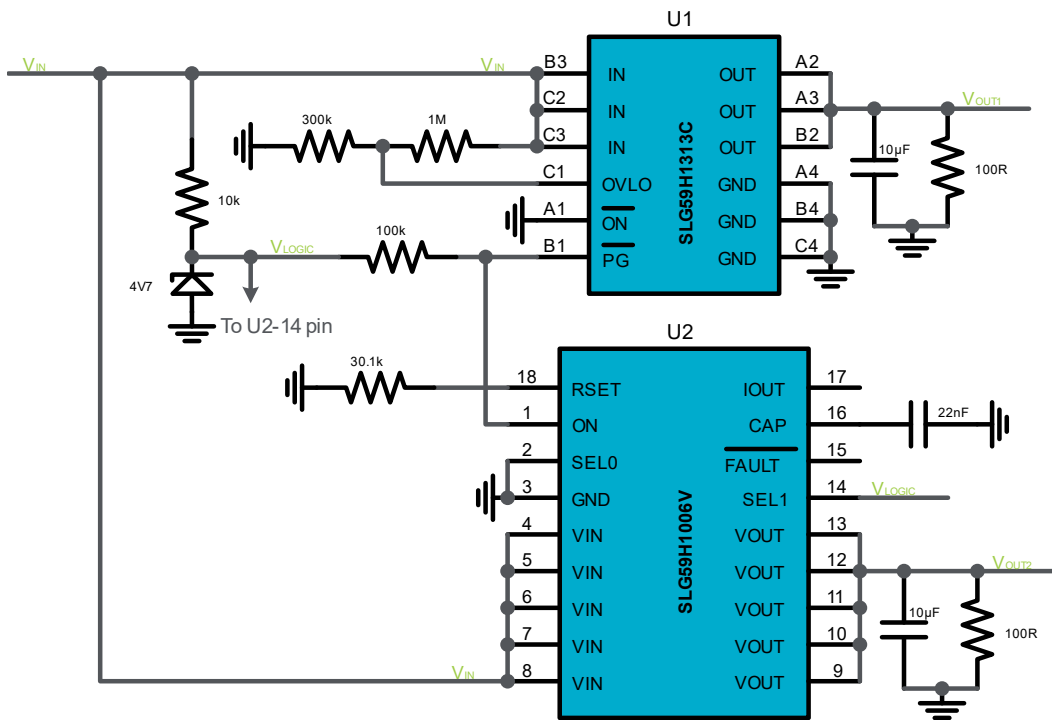 U1
VIN
VIN
B3 IN OUT A2
C2 IN OUT A3
C3 IN OUT B2
C1 OVLO GND A4
A1 ON GND B4
B1 PG GND C4
SLG59H1313C
VOUT1
10µF
100R
300k
1M
10k
VLOGIC
100k
4V7
To U2-14 pin
U2
30.1k
18 RSET IOUT 17
1 ON CAP 16
22nF
2 SEL0 FAULT 15
3 GND SEL1 14
VLOGIC
4 VIN VOUT 13
5 VIN VOUT 12
6 VIN VOUT 11
7 VIN VOUT 10
8 VIN VOUT 9
SLG59H1006V
VOUT2
10µF
100R
VIN